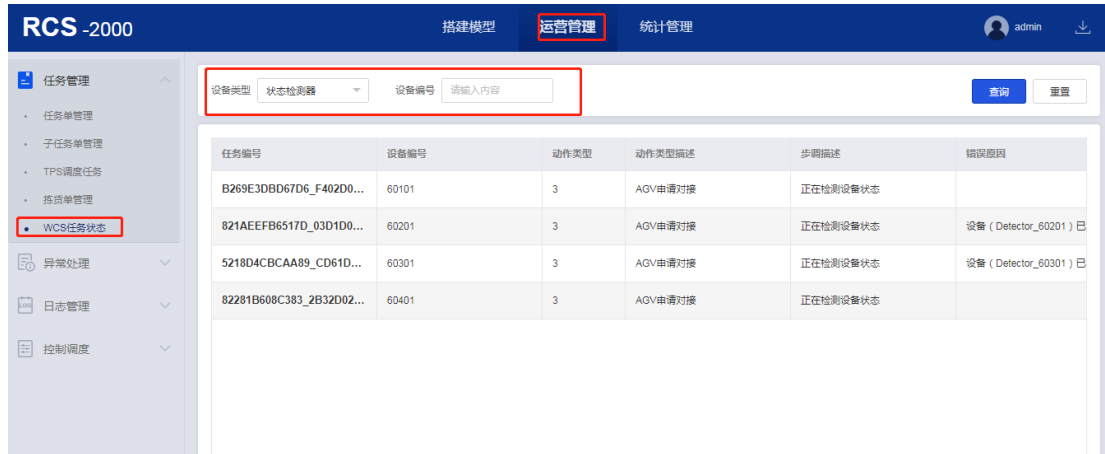 RCS -2000 搭建模型 运营管理 统计管理 admin
任务管理
任务单管理
子任务单管理
TPS调度任务
拣货单管理
WCS任务状态
异常处理
日志管理
控制调度
设备类型 状态检测器 设备编号 请输入内容 查询 重置
任务编号 设备编号 动作类型 动作类型描述 步调描述 错误原因
B269E3DBD67D6_F402D0... 60101 3 AGV申请对接 正在检测设备状态
821AEEFB6517D_03D1D0... 60201 3 AGV申请对接 正在检测设备状态 设备（Detector_60201）已
5218D4CBCAA89_CD61D... 60301 3 AGV申请对接 正在检测设备状态 设备（Detector_60301）已
82281B608C383_2B32D02... 60401 3 AGV申请对接 正在检测设备状态